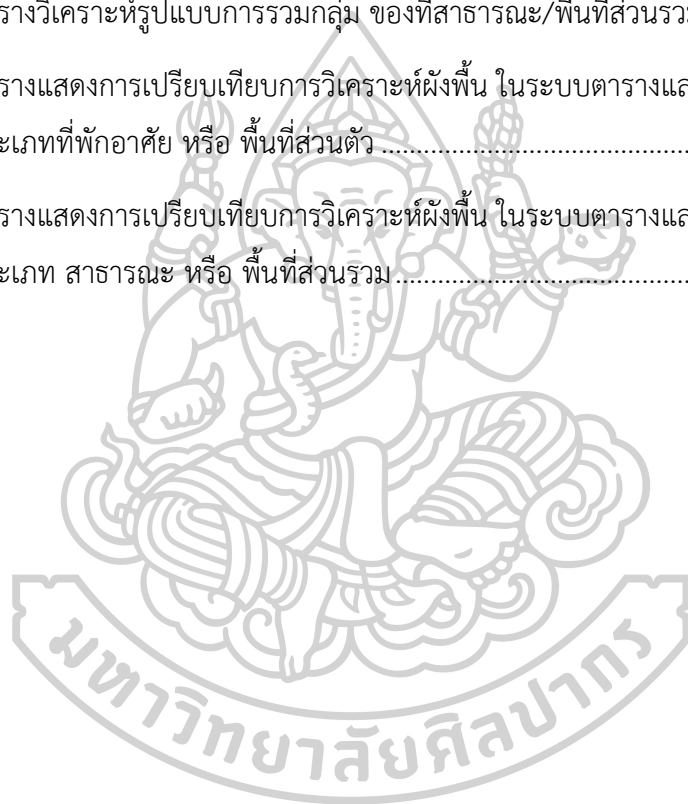 รางวิเคราะห์รูปแบบการรวมกลุ่ม ของที่สาธารณะ/พื้นที่ส่วนรวม
รางแสดงการเปรียบเทียบการวิเคราะห์ผังพื้น ในระบบตารางแล
ะเภทที่พักอาศัย หรือ พื้นที่ส่วนตัว
รางแสดงการเปรียบเทียบการวิเคราะห์ผังพื้น ในระบบตารางแล
ะเภท สาธารณะ หรือ พื้นที่ส่วนรวม
มหาวิทยาลัยศิลปากร